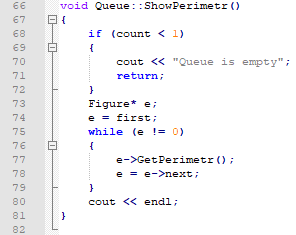 66 void Queue::ShowPerimetr()
67 {
68 if (count < 1)
69 {
70 cout << "Queue is empty";
71 return;
72 }
73 Figure* e;
74 e = first;
75 while (e != 0)
76 {
77 e->GetPerimetr();
78 e = e->next;
79 }
80 cout << endl;
81 }
82